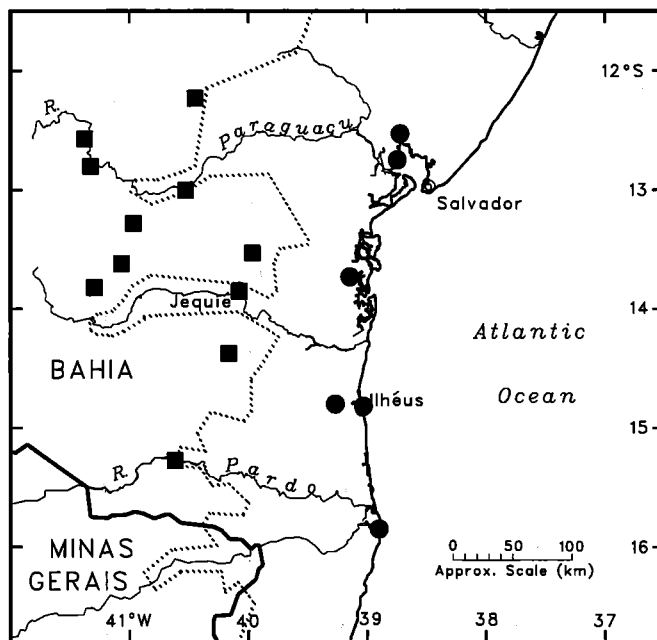 12°S
R.
Paraguaçu
13
Salvador
Jequie
14
Atlantic
BAHIA
Ocean
Ilhéus
15
R. Pardo
MINAS
GERAIS
0 50 100
16
Approx. Scale (km)
41°W 40 39 38 37